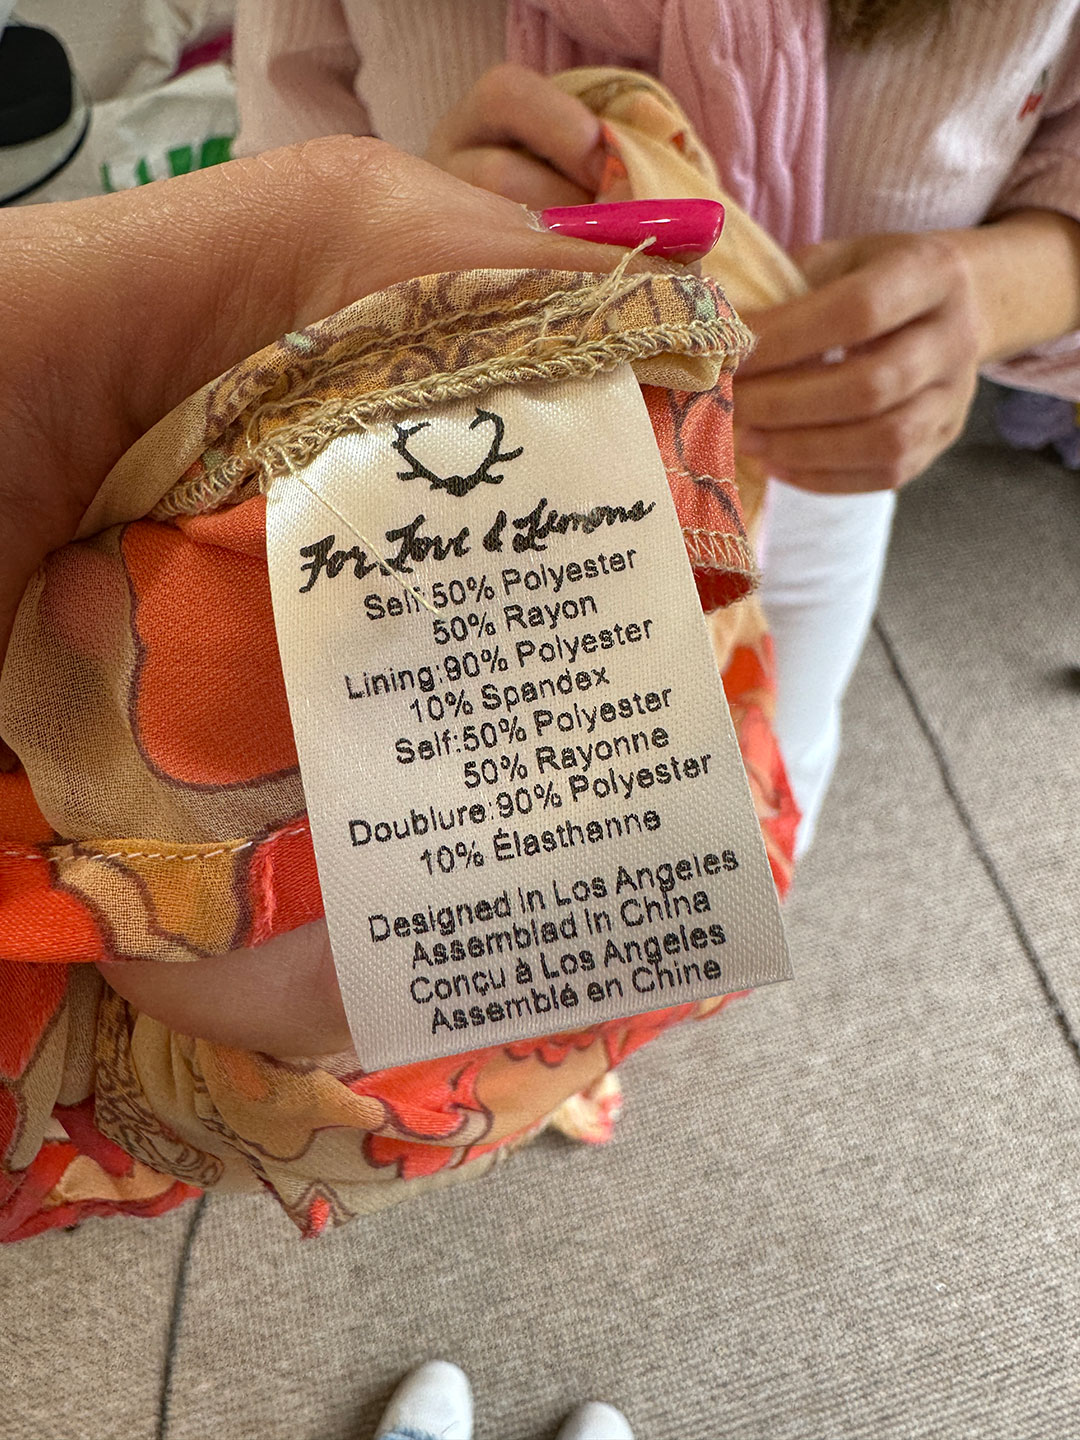 For Love & Lemons
Self:50% Polyester
50% Rayon
Lining:90% Polyester
10% Spandex
Self:50% Polyester
50% Rayonne
Doublure:90% Polyester
10% Élasthanne
Designed In Los Angeles
Assemblad In China
Conçu à Los Angeles
Assemblé en Chine